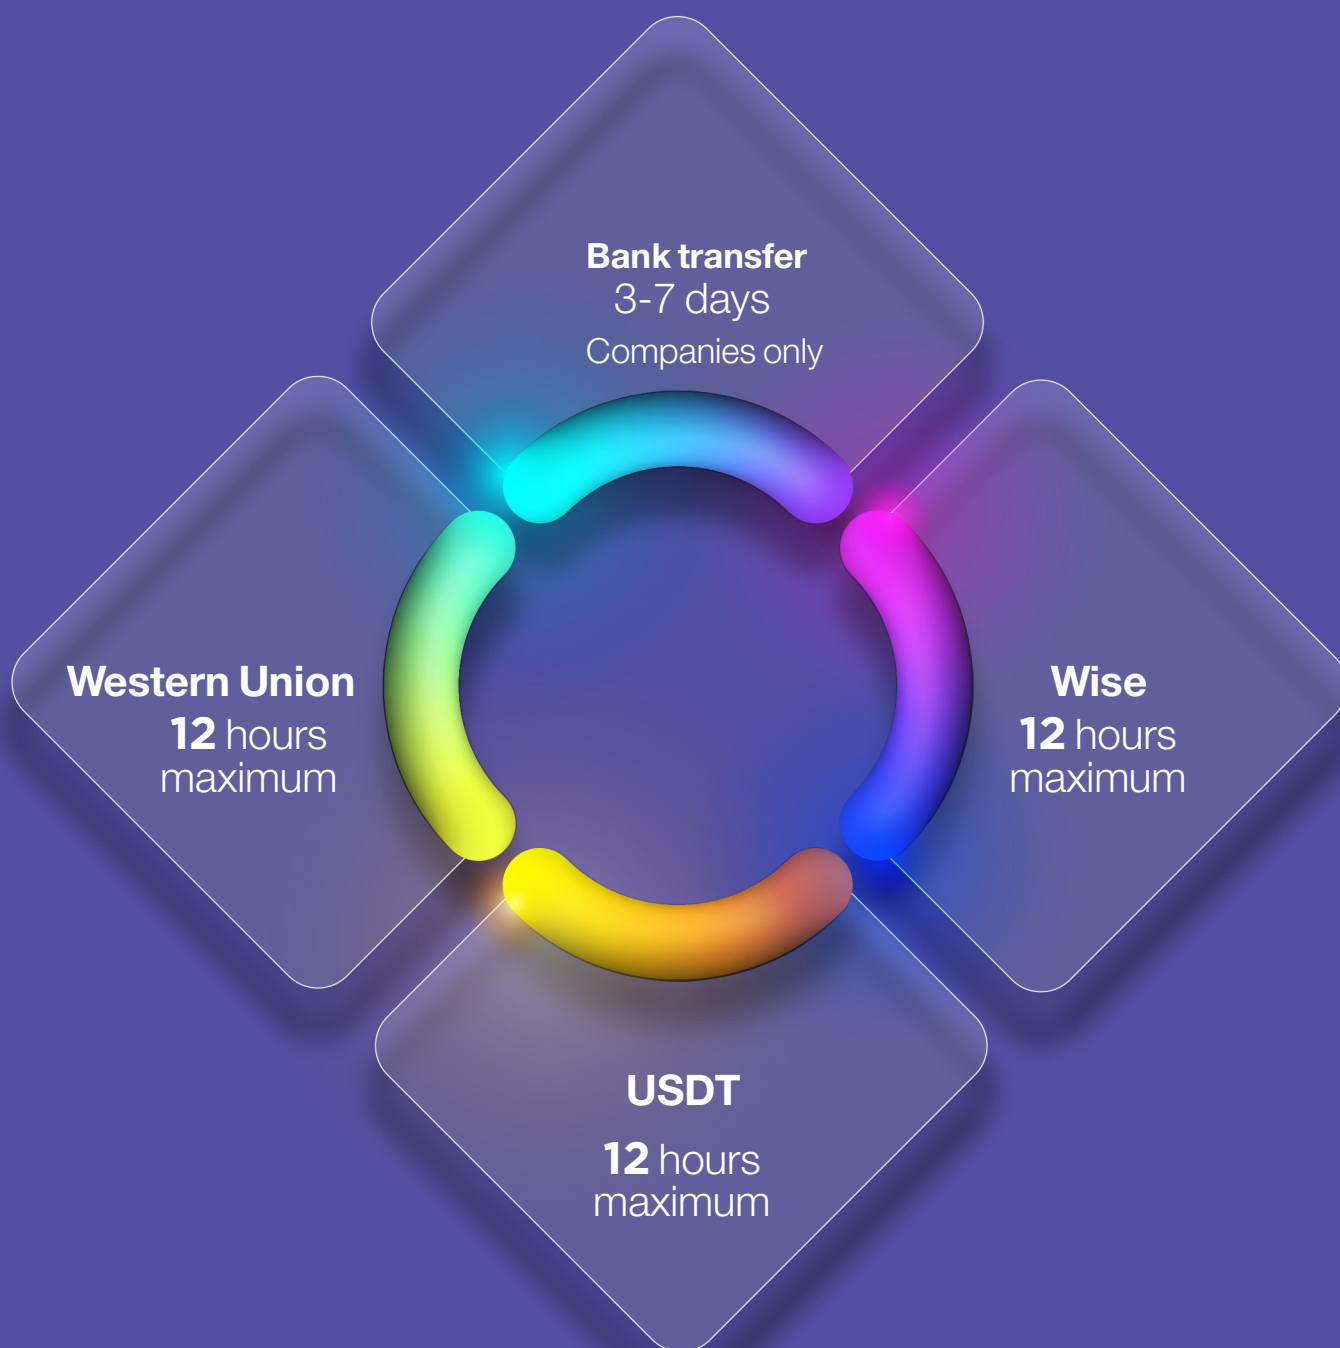 Bank transfer
3-7 days
Companies only
Western Union
12 hours
maximum
Wise
12 hours
maximum
USDT
12 hours
maximum